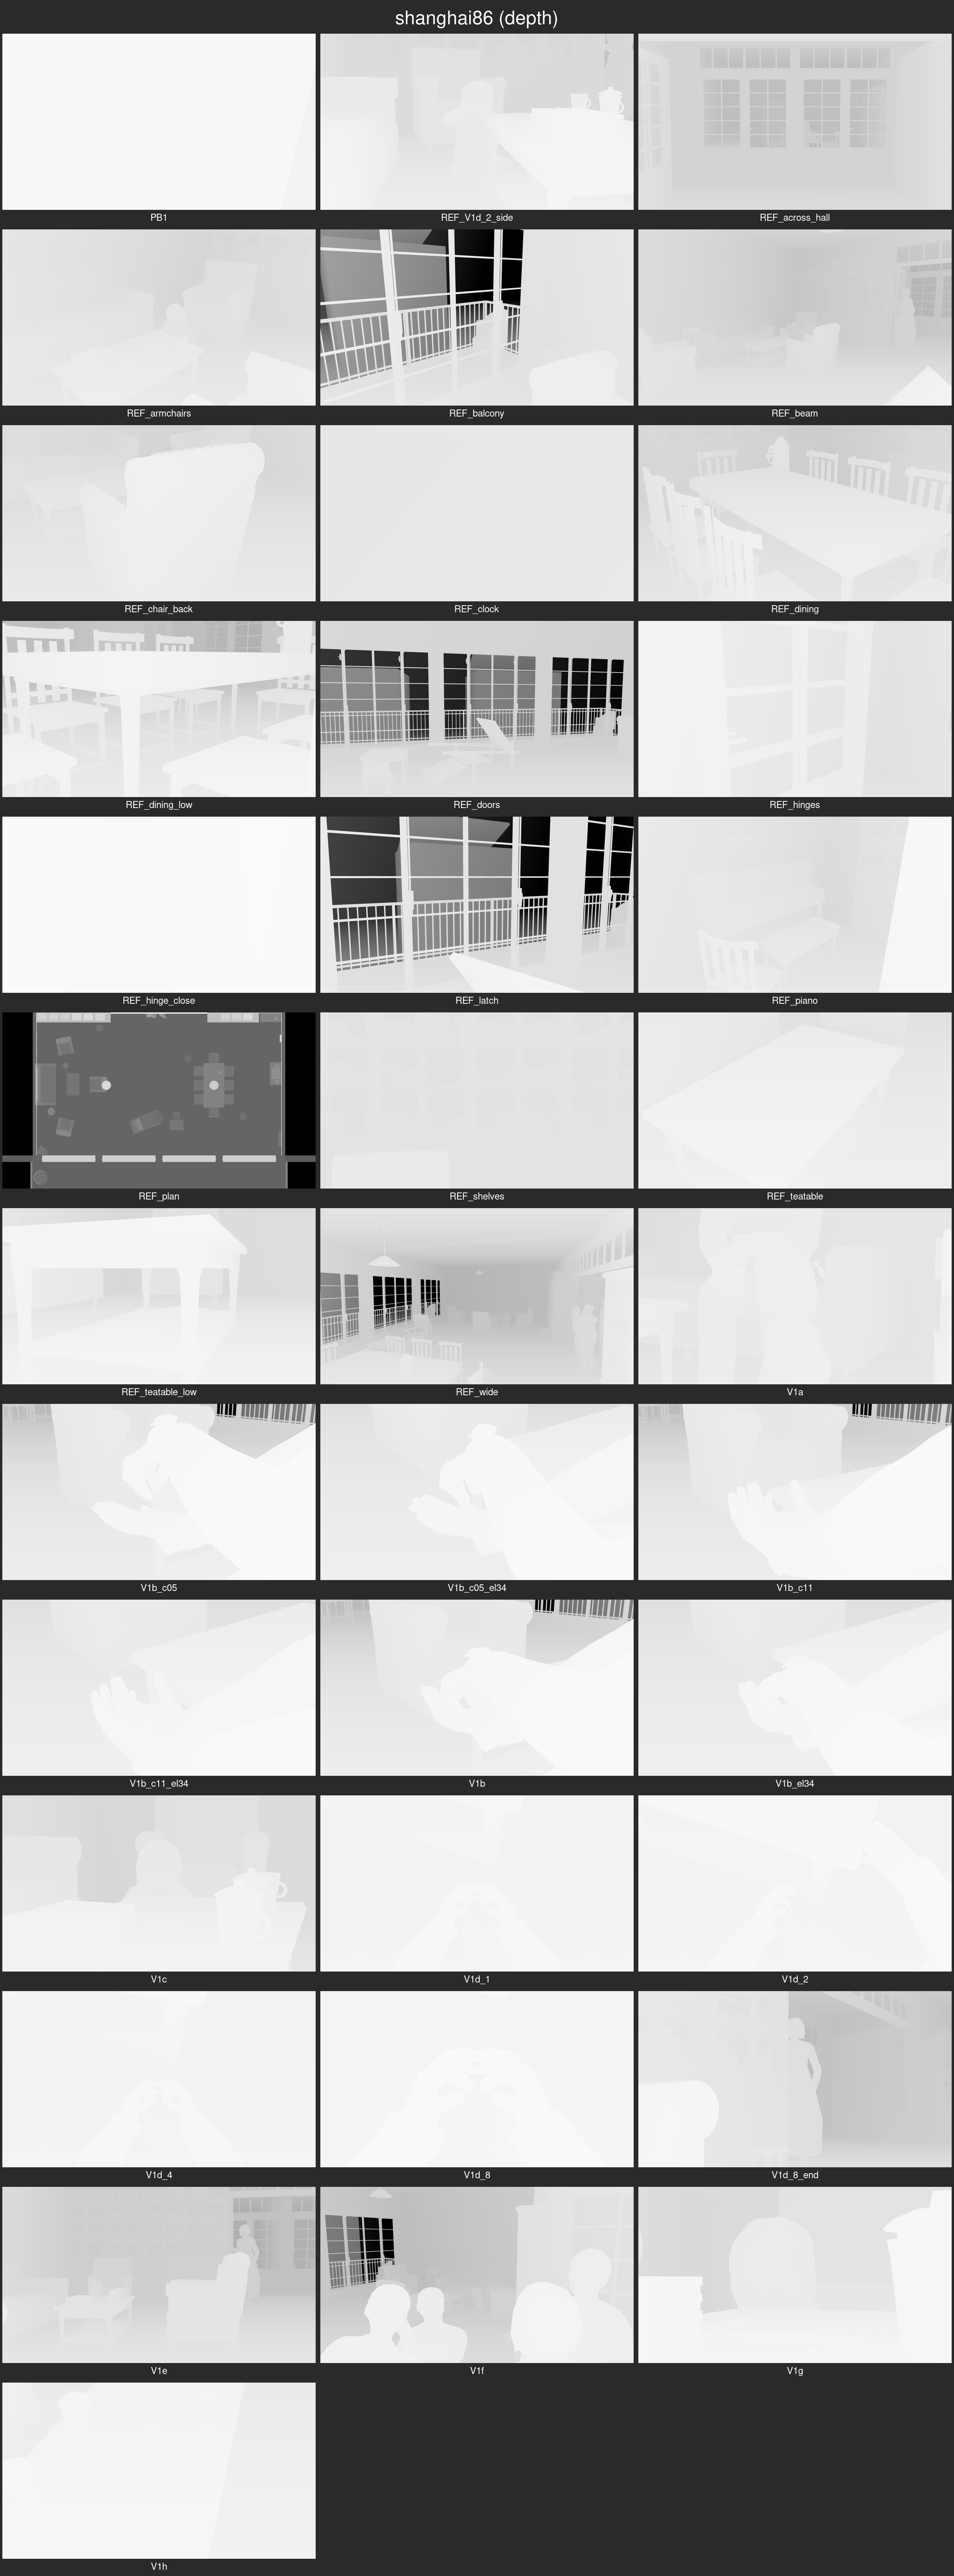 shanghai86 (depth)
PB1
REF_V1d_2_side
REF_across_hall
REF_armchairs
REF_balcony
REF_beam
REF_chair_back
REF_clock
REF_dining
REF_dining_low
REF_doors
REF_hinges
REF_hinge_close
REF_latch
REF_piano
REF_plan
REF_shelves
REF_teatable
REF_teatable_low
REF_wide
V1a
V1b_c05
V1b_c05_el34
V1b_c11
V1b_c11_el34
V1b
V1b_el34
V1c
V1d_1
V1d_2
V1d_4
V1d_8
V1d_8_end
V1e
V1f
V1g
V1h